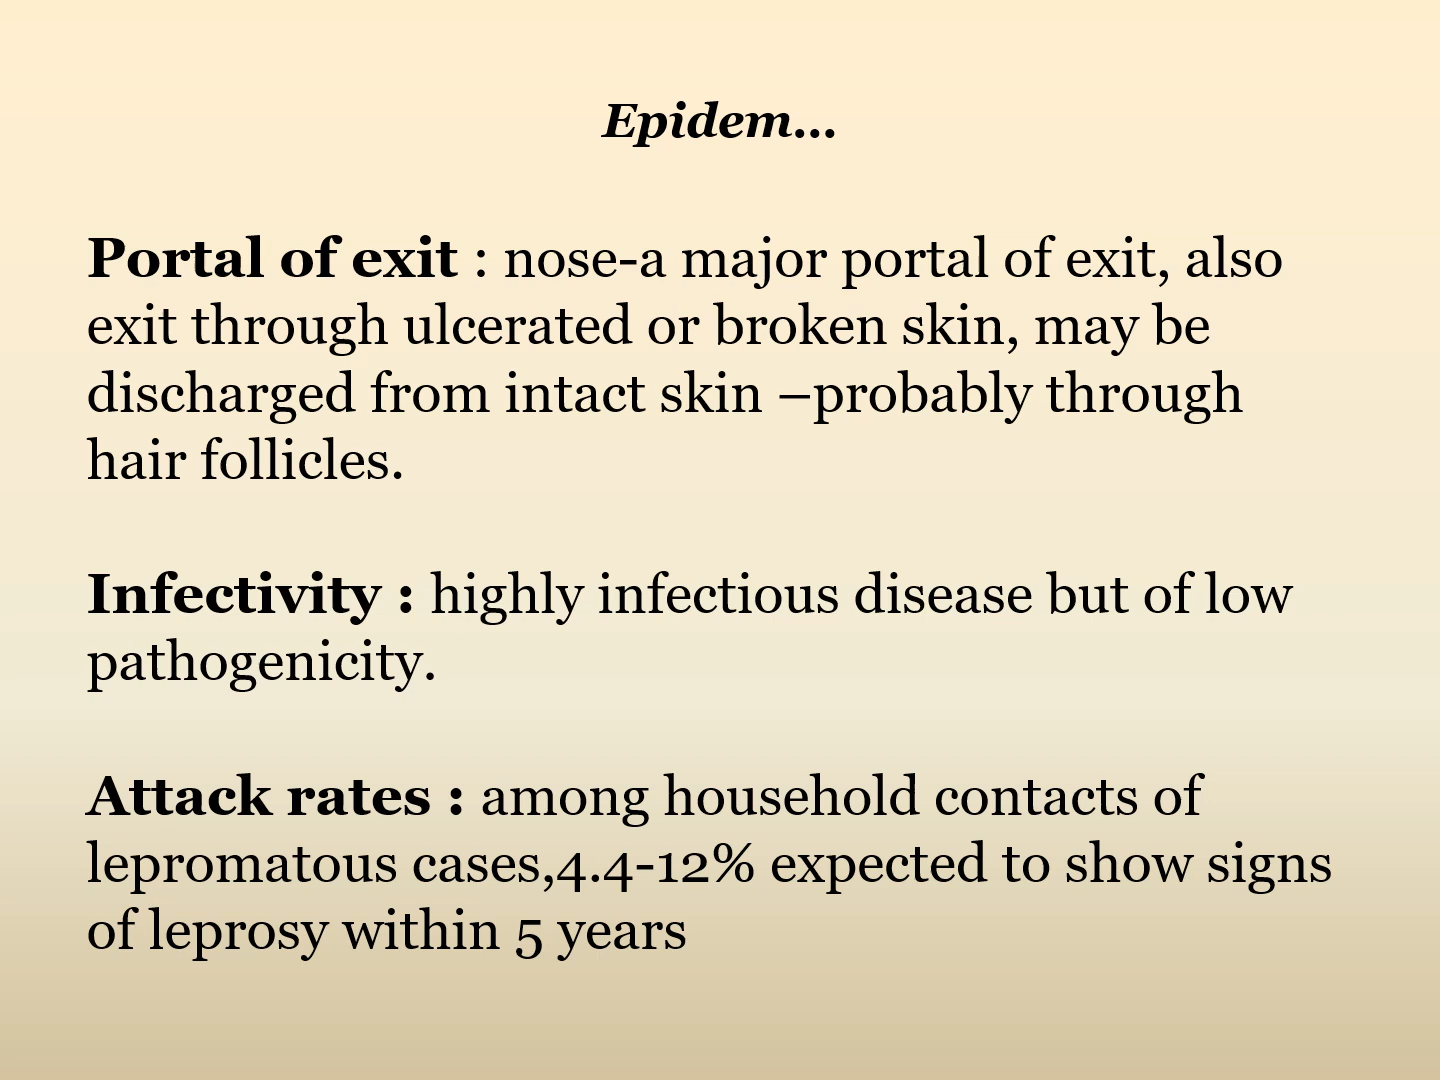 Epidem…
Portal of exit : nose-a major portal of exit, also
exit through ulcerated or broken skin, may be
discharged from intact skin –probably through
hair follicles.
Infectivity : highly infectious disease but of low
pathogenicity.
Attack rates : among household contacts of
lepromatous cases,4.4-12% expected to show signs
of leprosy within 5 years